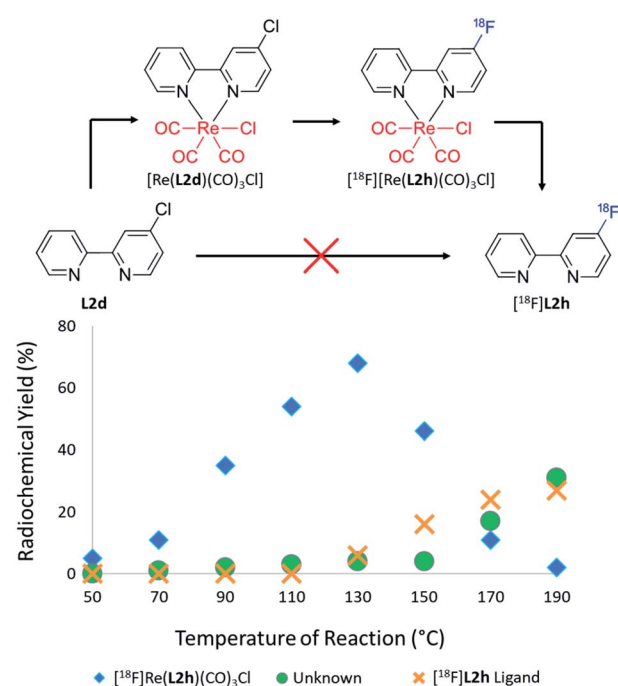 Cl
¹⁸F
N N
N N
OC Re Cl
OC Re Cl
OC CO
OC CO
[Re(L2d)(CO)₃Cl]
[¹⁸F][Re(L2h)(CO)₃Cl]
Cl
¹⁸F
N N
N N
L2d
[¹⁸F]L2h
Radiochemical Yield (%)
80
60
40
20
0
50 70 90 110 130 150 170 190
Temperature of Reaction (°C)
[¹⁸F]Re(L2h)(CO)₃Cl Unknown [¹⁸F]L2h Ligand